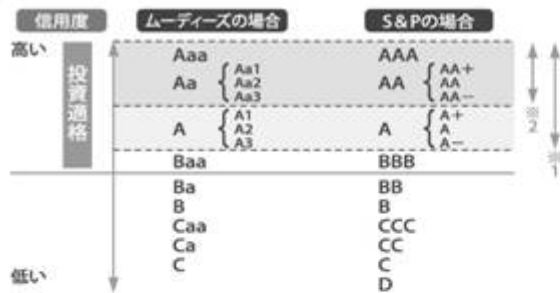 信用度 ムーディーズの場合 S&Pの場合
高い
投資適格
Aaa AAA
Aa { Aa1 Aa2 Aa3 AA { AA+ AA AA−
A { A1 A2 A3 A { A+ A A−
Baa BBB
Ba BB
B B
Caa CCC
Ca CC
C C
低い D
※2
※1